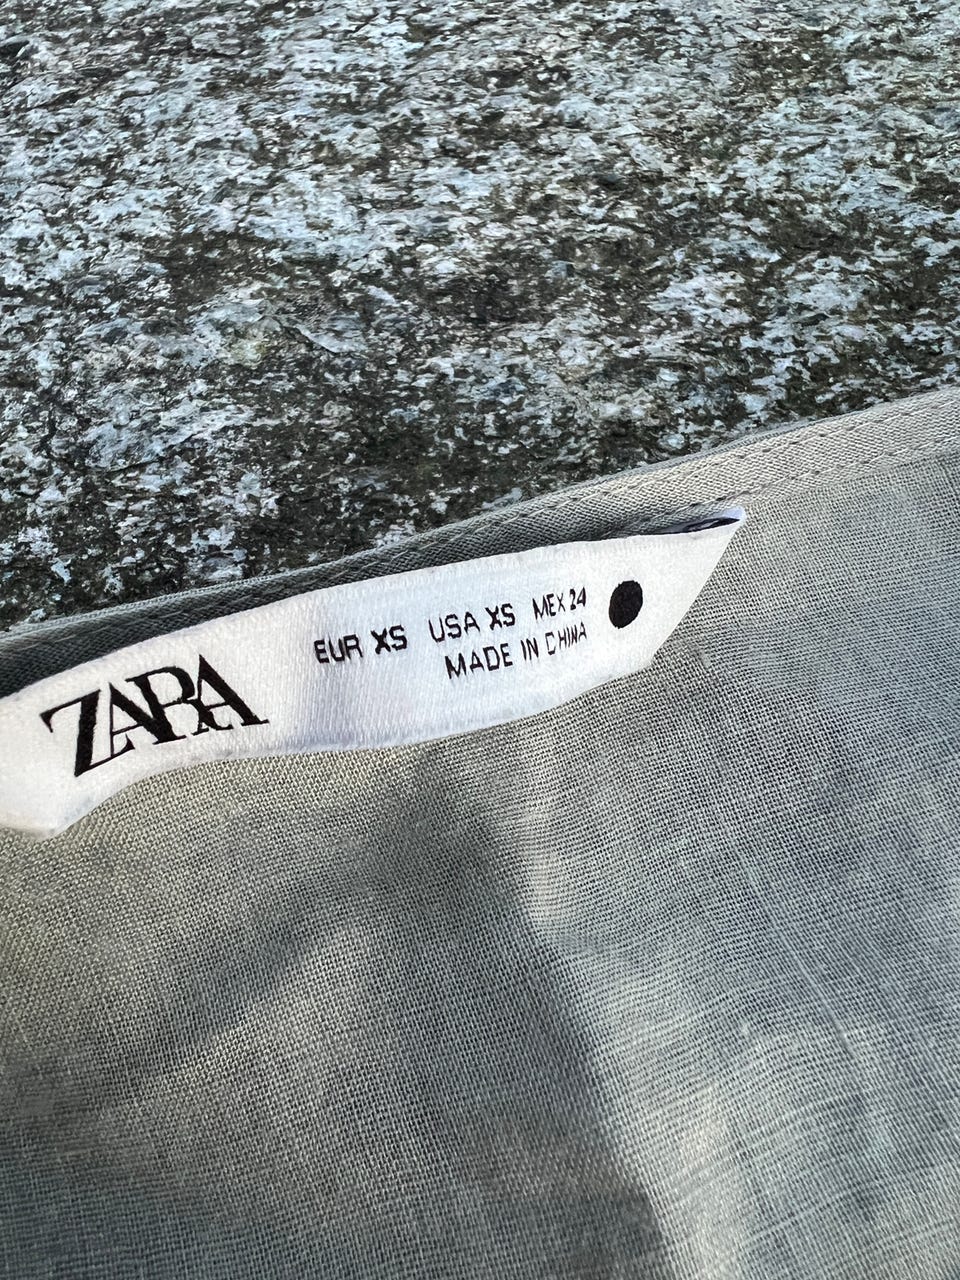 ZARA
EUR XS USA XS MEX 24
MADE IN CHINA